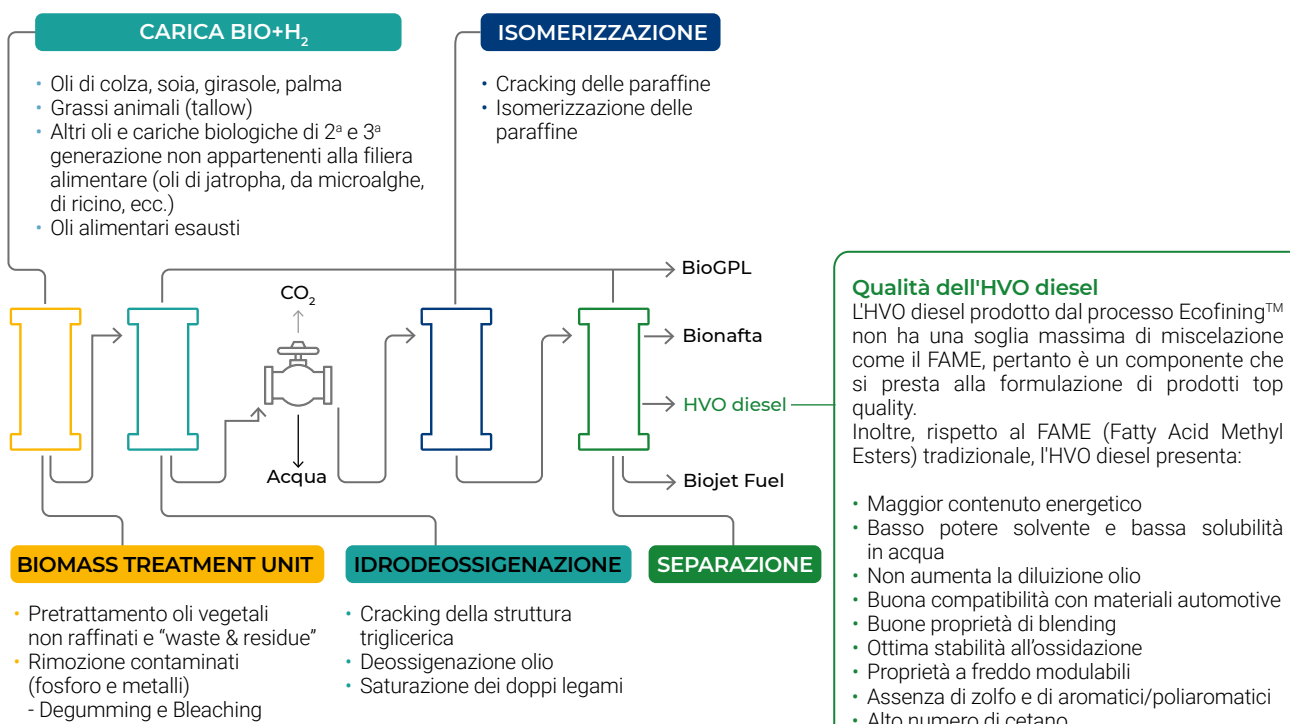 CARICA BIO+H₂
• Oli di colza, soia, girasole, palma
• Grassi animali (tallow)
• Altri oli e cariche biologiche di 2ª e 3ª
generazione non appartenenti alla filiera
alimentare (oli di jatropha, da microalghe,
di ricino, ecc.)
• Oli alimentari esausti
ISOMERIZZAZIONE
• Cracking delle paraffine
• Isomerizzazione delle
paraffine
CO₂
Acqua
BioGPL
Bionafta
HVO diesel
Biojet Fuel
BIOMASS TREATMENT UNIT
• Pretrattamento oli vegetali
non raffinati e “waste & residue”
• Rimozione contaminati
(fosforo e metalli)
- Degumming e Bleaching
IDRODEOSSIGENAZIONE
• Cracking della struttura
triglicerica
• Deossigenazione olio
• Saturazione dei doppi legami
SEPARAZIONE
Qualità dell'HVO diesel
L'HVO diesel prodotto dal processo Ecofining™
non ha una soglia massima di miscelazione
come il FAME, pertanto è un componente che
si presta alla formulazione di prodotti top
quality.
Inoltre, rispetto al FAME (Fatty Acid Methyl
Esters) tradizionale, l'HVO diesel presenta:
• Maggior contenuto energetico
• Basso potere solvente e bassa solubilità
in acqua
• Non aumenta la diluizione olio
• Buona compatibilità con materiali automotive
• Buone proprietà di blending
• Ottima stabilità all’ossidazione
• Proprietà a freddo modulabili
• Assenza di zolfo e di aromatici/poliaromatici
• Alto numero di cetano